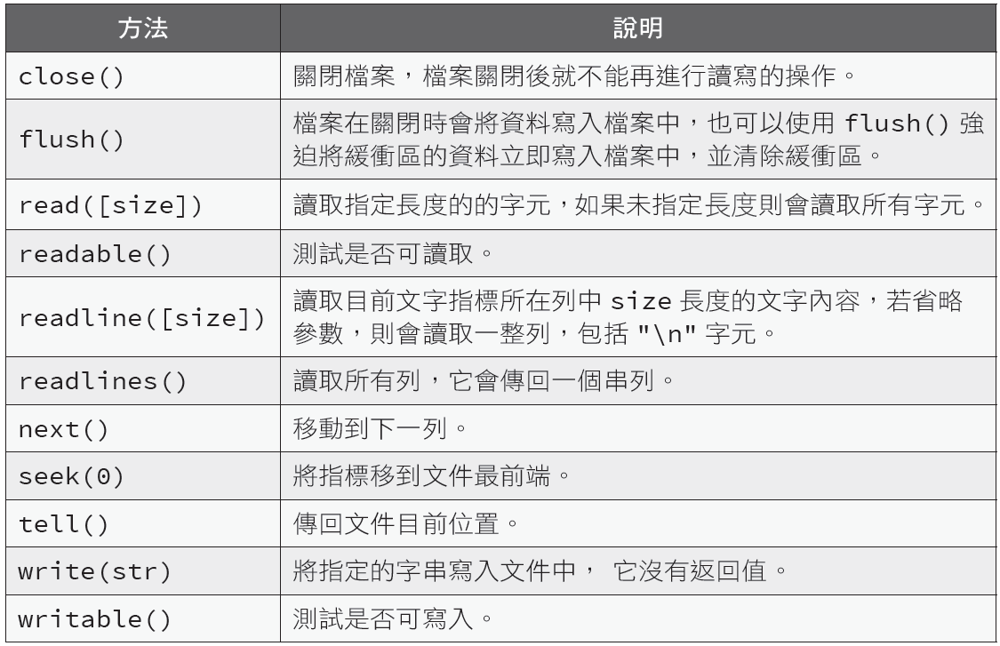 方法 說明
close() 關閉檔案，檔案關閉後就不能再進行讀寫的操作。
flush() 檔案在關閉時會將資料寫入檔案中，也可以使用 flush() 強
迫將緩衝區的資料立即寫入檔案中，並清除緩衝區。
read([size]) 讀取指定長度的的字元，如果未指定長度則會讀取所有字元。
readable() 測試是否可讀取。
readline([size]) 讀取目前文字指標所在列中 size 長度的文字內容，若省略
參數，則會讀取一整列，包括 "\n" 字元。
readlines() 讀取所有列，它會傳回一個串列。
next() 移動到下一列。
seek(0) 將指標移到文件最前端。
tell() 傳回文件目前位置。
write(str) 將指定的字串寫入文件中， 它沒有返回值。
writable() 測試是否可寫入。